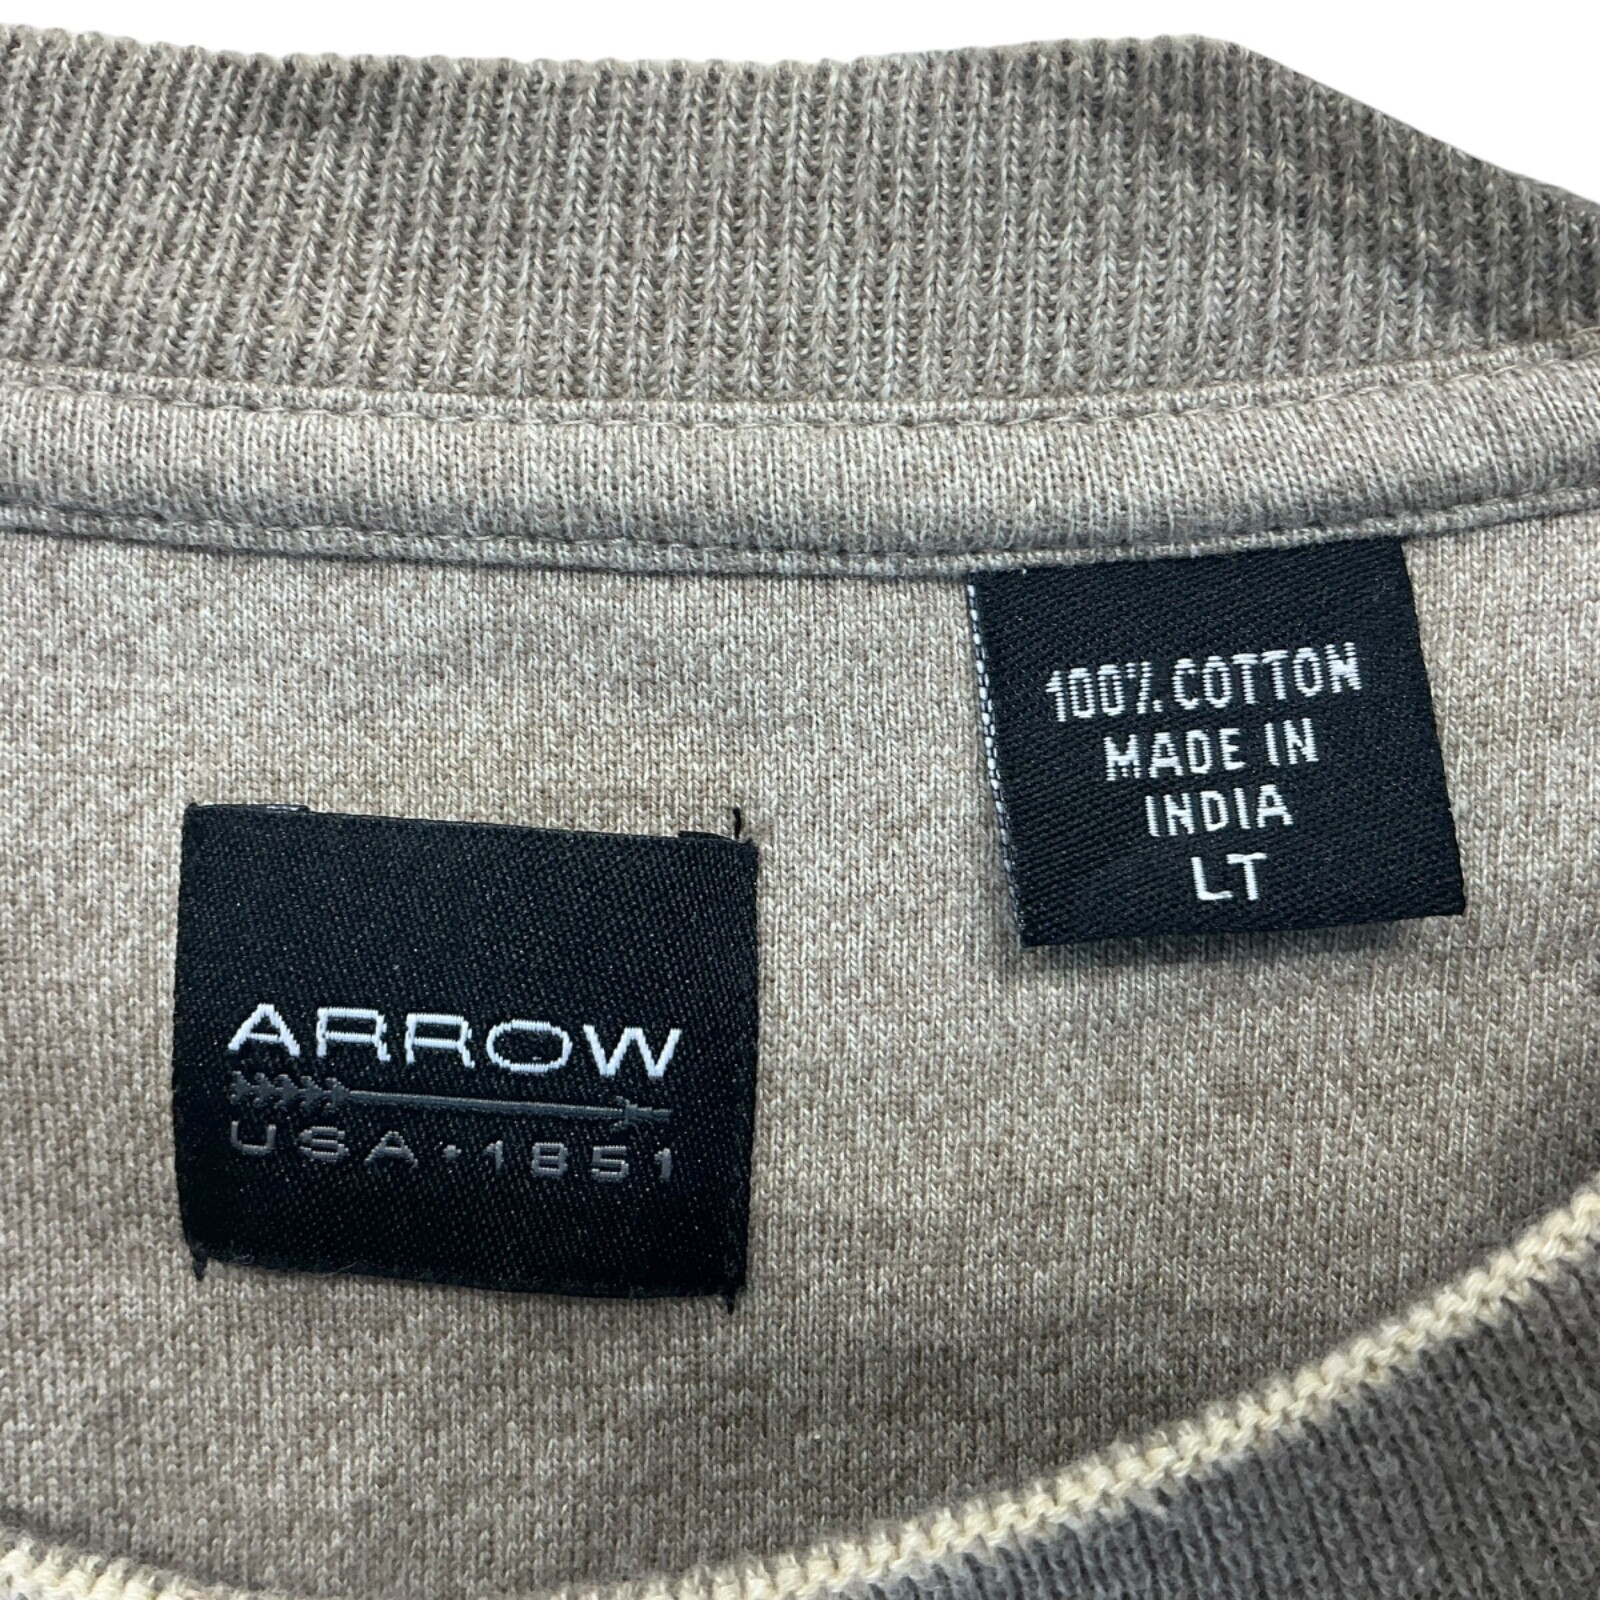 100% COTTON
MADE IN
INDIA
LT
ARROW
USA • 1851